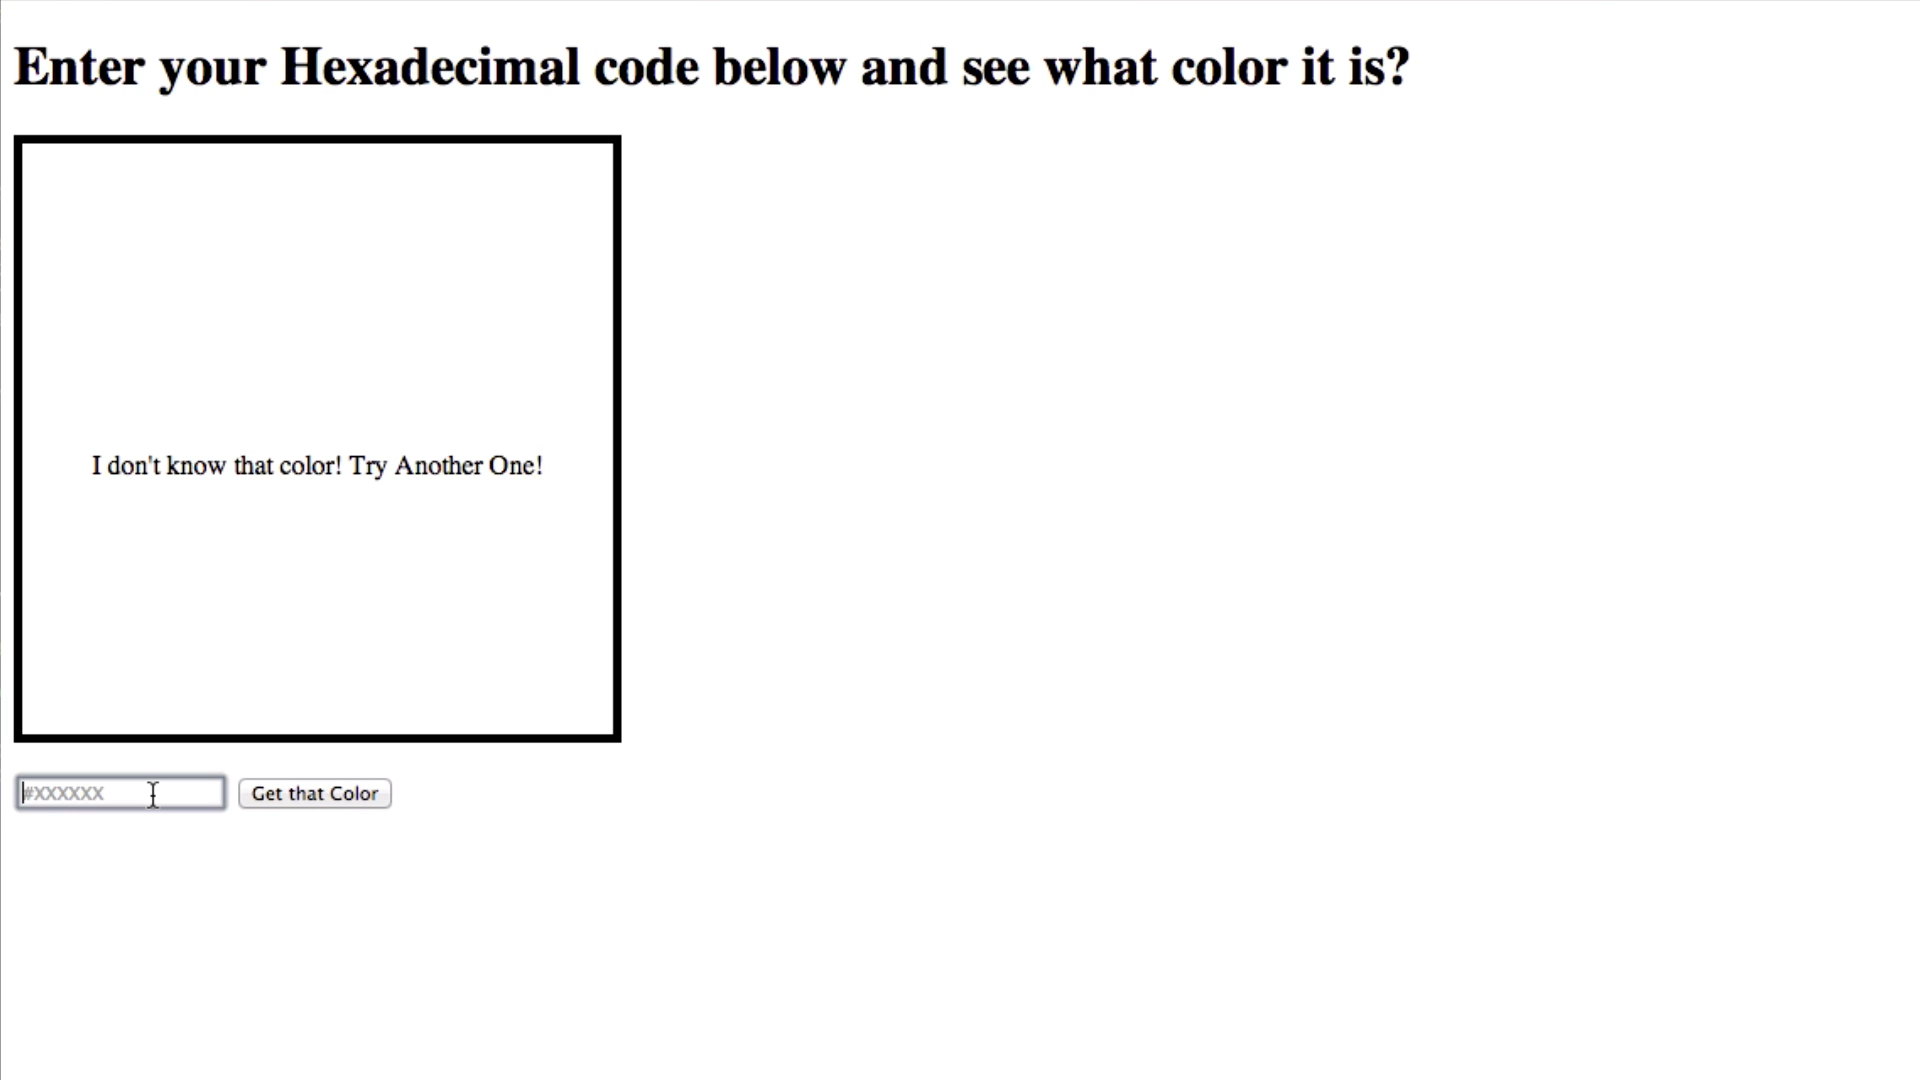 Enter your Hexadecimal code below and see what color it is?
I don't know that color! Try Another One!
#XXXXXX
Get that Color